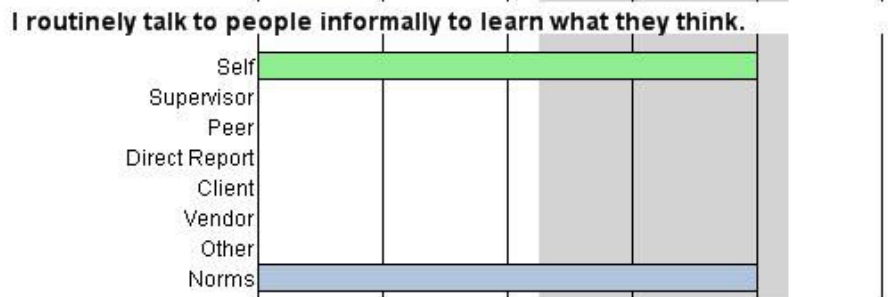 I routinely talk to people informally to learn what they think.
Self
Supervisor
Peer
Direct Report
Client
Vendor
Other
Norms